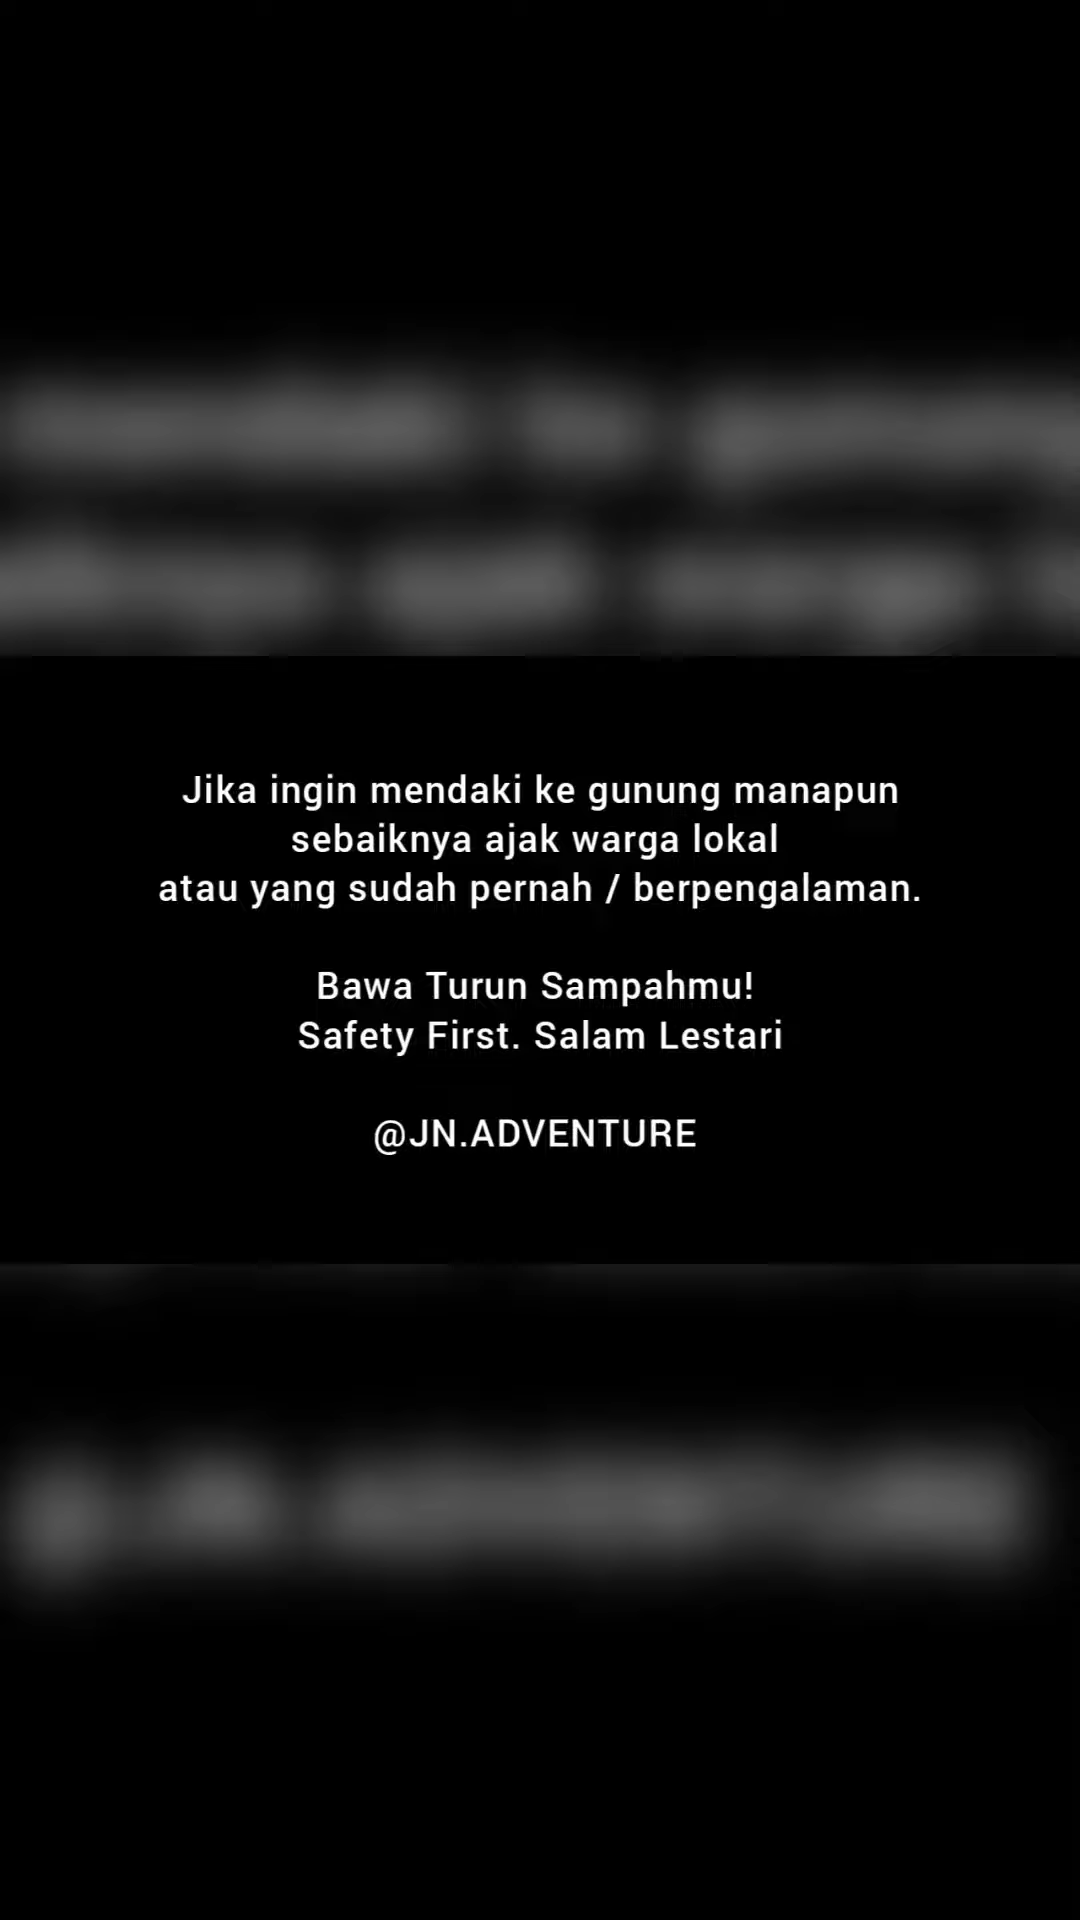 Jika ingin mendaki ke gunung manapun
sebaiknya ajak warga lokal
atau yang sudah pernah / berpengalaman.
Bawa Turun Sampahmu!
Safety First. Salam Lestari
@JN.ADVENTURE